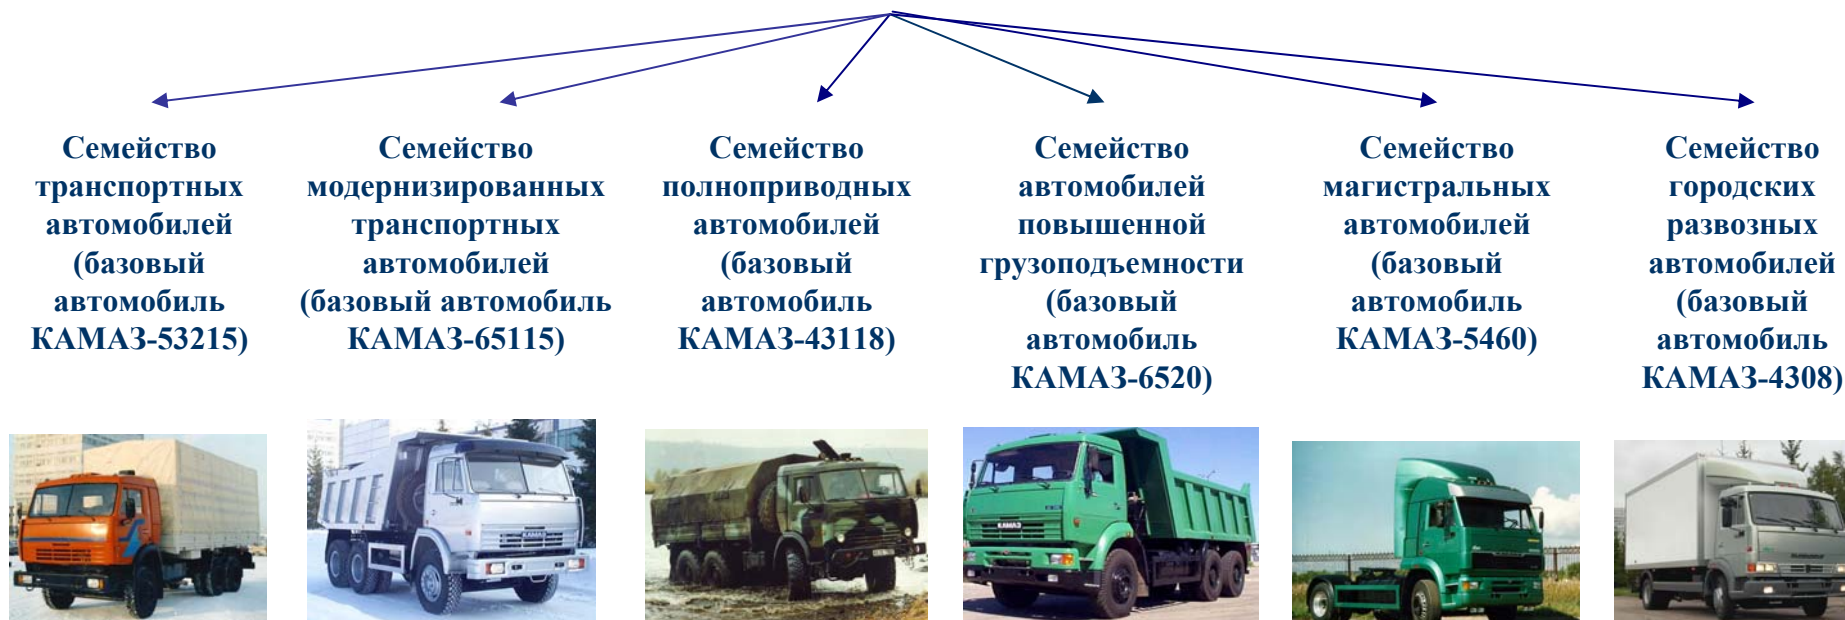 Семейство
транспортных
автомобилей
(базовый
автомобиль
КАМАЗ-53215)
Семейство
модернизированных
транспортных
автомобилей
(базовый автомобиль
КАМАЗ-65115)
Семейство
полноприводных
автомобилей
(базовый
автомобиль
КАМАЗ-43118)
Семейство
автомобилей
повышенной
грузоподъемности
(базовый
автомобиль
КАМАЗ-6520)
Семейство
магистральных
автомобилей
(базовый
автомобиль
КАМАЗ-5460)
Семейство
городских
развозных
автомобилей
(базовый
автомобиль
КАМАЗ-4308)
КАМАЗ
КАМАЗ